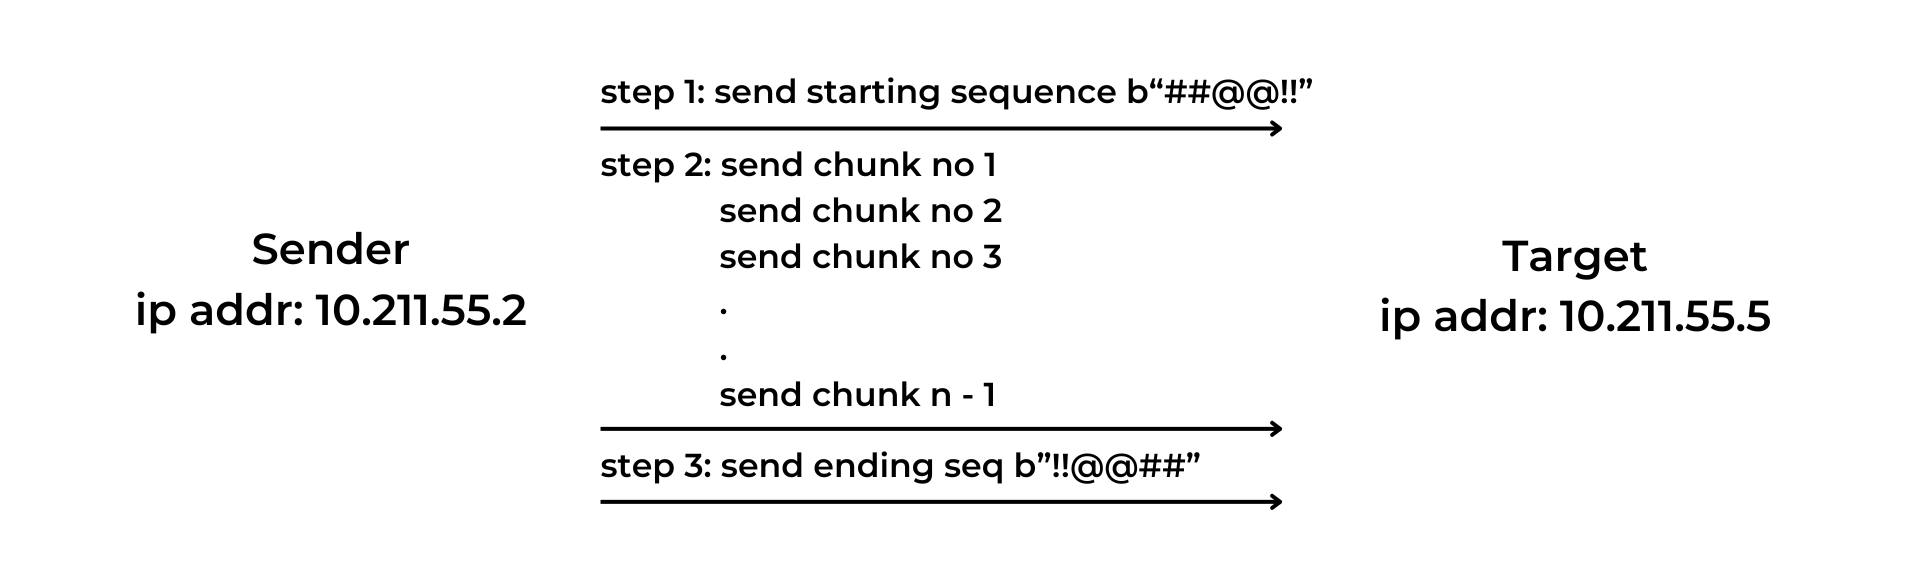 step 1: send starting sequence b“##@@!!”
step 2: send chunk no 1
send chunk no 2
send chunk no 3
.
.
send chunk n - 1
step 3: send ending seq b”!!@@##”
Sender
ip addr: 10.211.55.2
Target
ip addr: 10.211.55.5